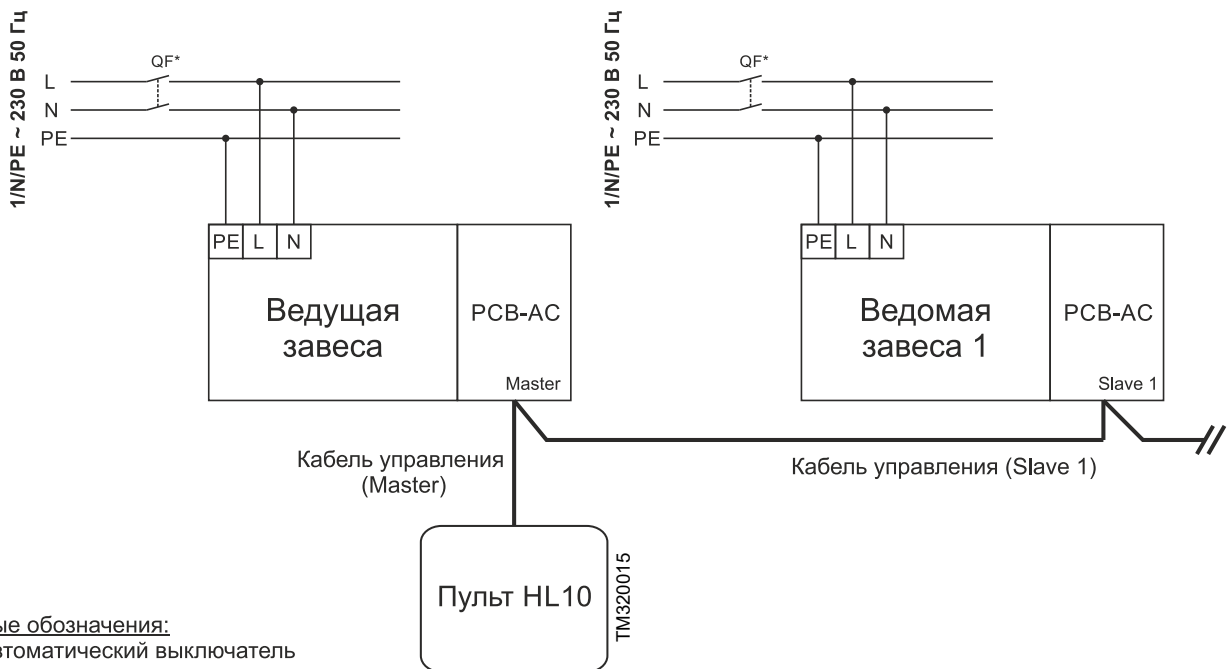 1/N/PE ~ 230 В 50 Гц
QF*
L
N
PE
PE L N
Ведущая
завеса
PCB-AC
Master
1/N/PE ~ 230 В 50 Гц
QF*
L
N
PE
PE L N
Ведомая
завеса 1
PCB-AC
Slave 1
Кабель управления
(Master)
Кабель управления (Slave 1)
Пульт HL10
TM320015
обозначения:
выключатель